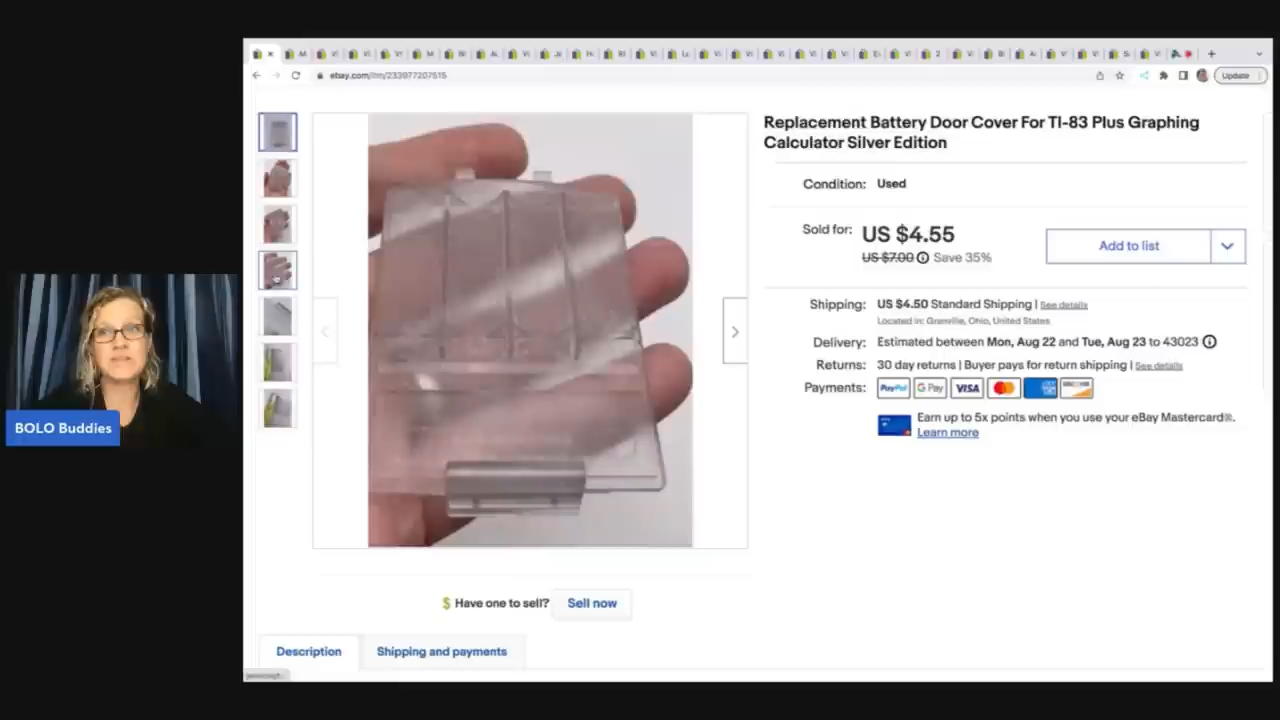 ebay.com/itm/233977207515
Update
Replacement Battery Door Cover For TI-83 Plus Graphing
Calculator Silver Edition
Condition: Used
Sold for: US $4.55
US $7.00 Save 35%
Add to list
Shipping: US $4.50 Standard Shipping | See details
Located in: Granville, Ohio, United States
Delivery: Estimated between Mon, Aug 22 and Tue, Aug 23 to 43023
Returns: 30 day returns | Buyer pays for return shipping | See details
Payments: PayPal G Pay VISA
Earn up to 5x points when you use your eBay Mastercard®.
Learn more
BOLO Buddies
$ Have one to sell? Sell now
Description Shipping and payments